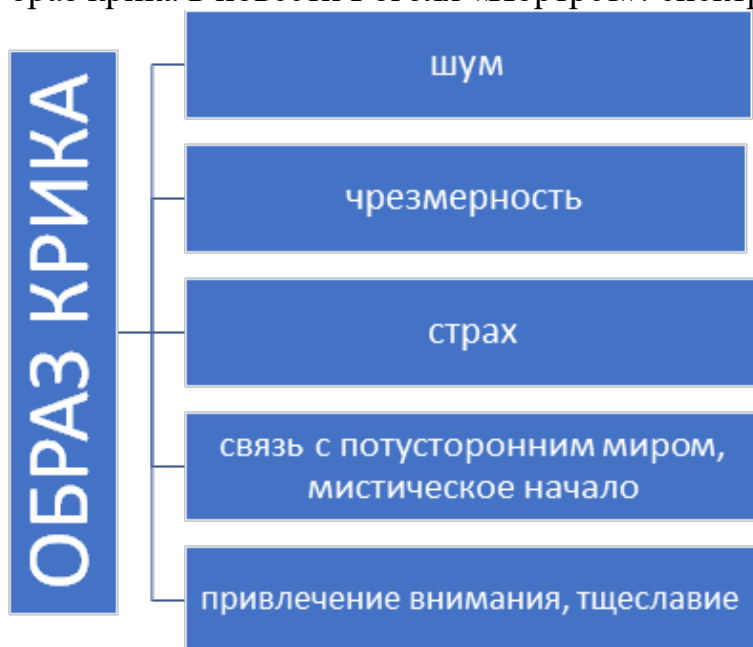 ОБРАЗ КРИКА
шум
чрезмерность
страх
связь с потусторонним миром,
мистическое начало
привлечение внимания, тщеславие